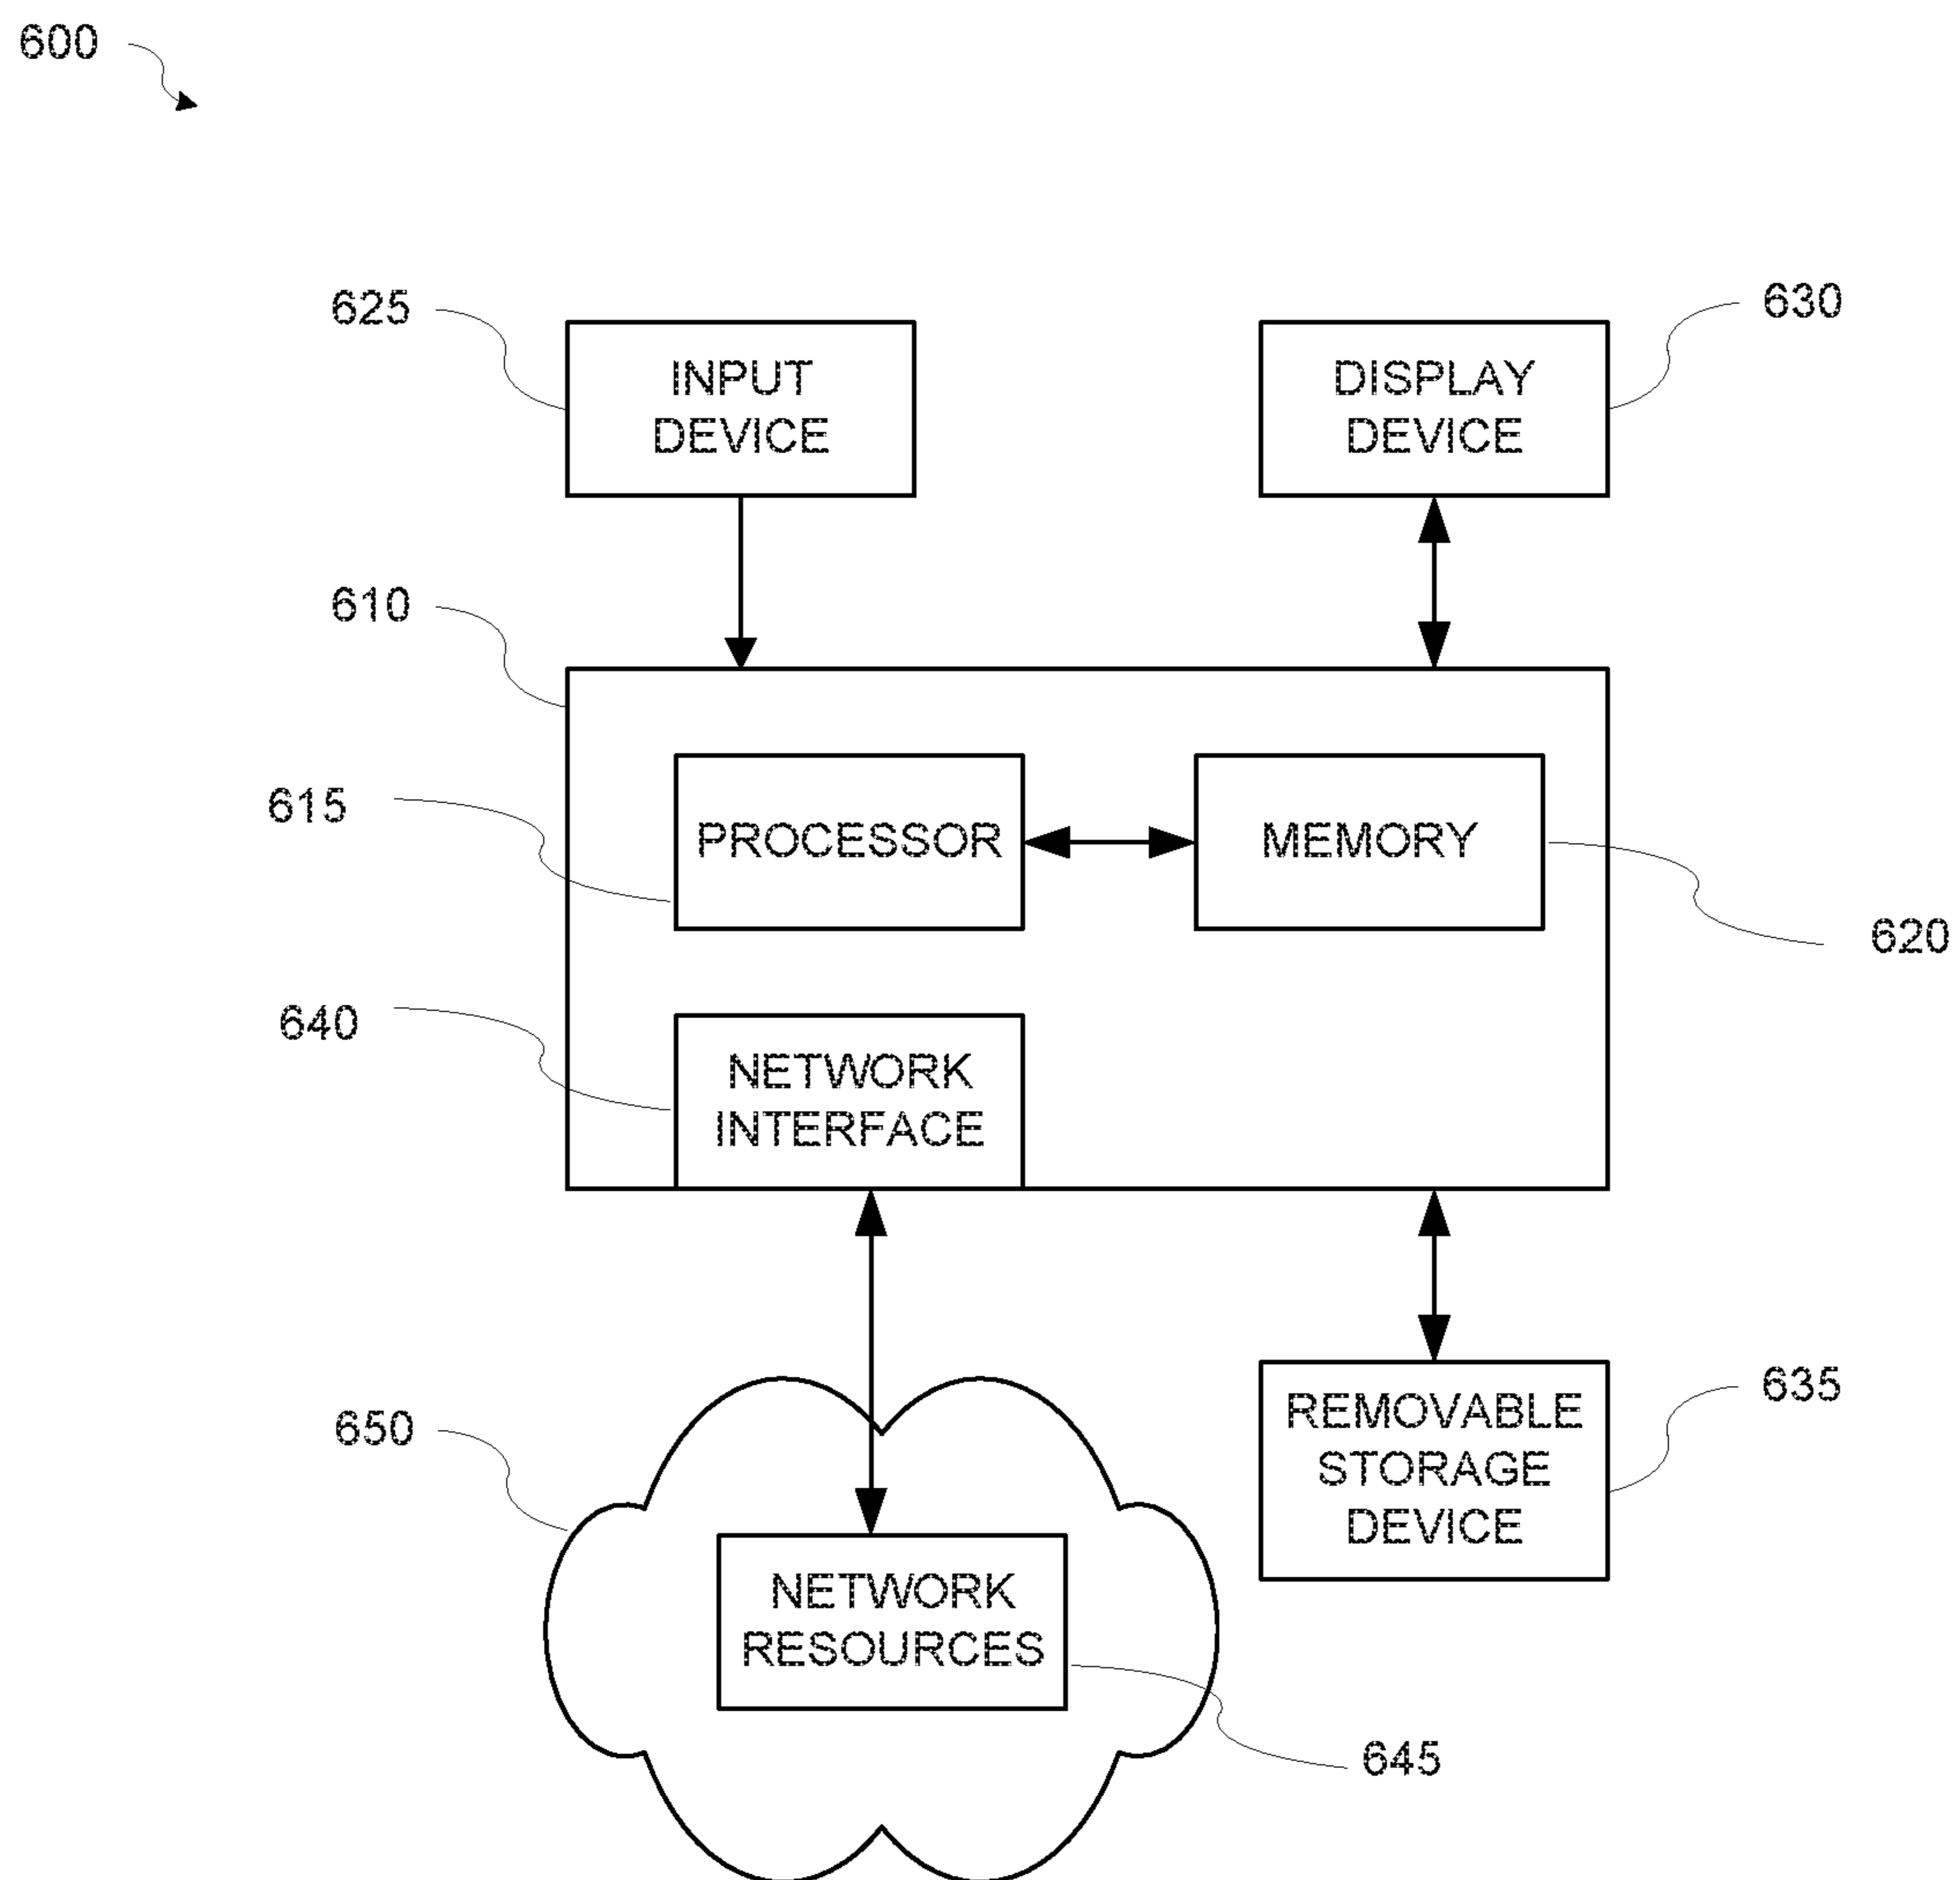 600
625
INPUT
DEVICE
DISPLAY
DEVICE
630
610
615
PROCESSOR
MEMORY
620
640
NETWORK
INTERFACE
650
REMOVABLE
STORAGE
DEVICE
635
NETWORK
RESOURCES
645